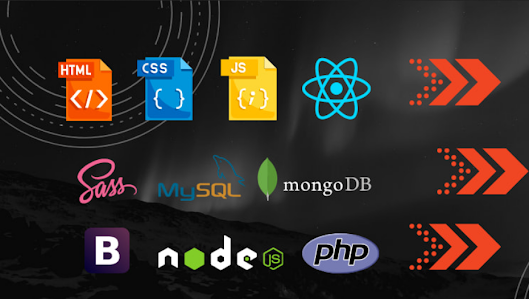 HTML CSS JS
</>
{ }
{i}
Sass MySQL mongoDB
B node JS php